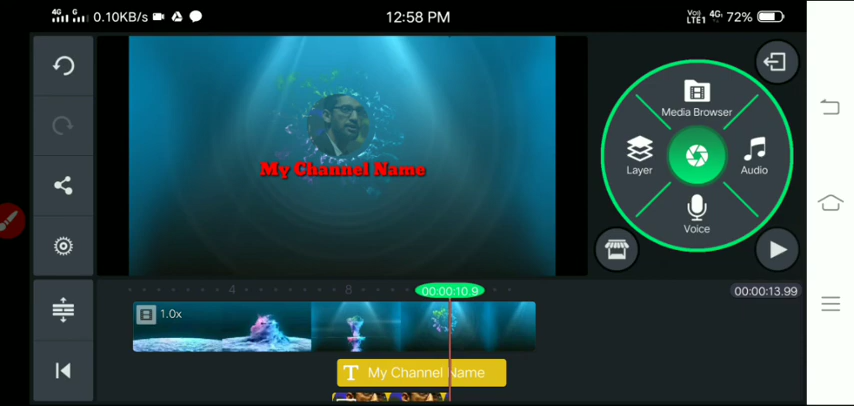 4G G 0.10KB/s 12:58 PM Vo) LTE1 4G 72%
Media Browser
Layer
Audio
Voice
My Channel Name
4 8 00:00:10.9 00:00:13.99
1.0x
T My Channel Name